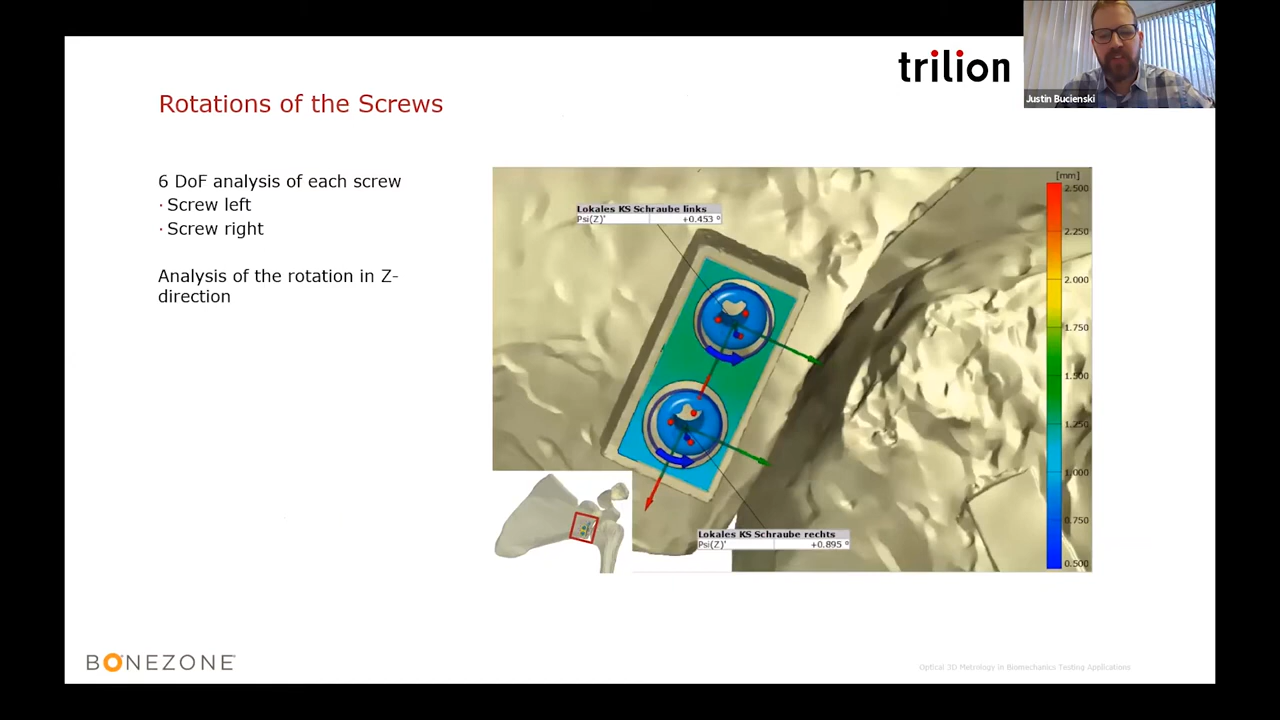 trilion
Justin Bucienski
Rotations of the Screws
6 DoF analysis of each screw
· Screw left
· Screw right
Analysis of the rotation in Z-
direction
Lokales KS Schraube links
Psi(Z)' +0.453 °
Lokales KS Schraube rechts
Psi(Z)' +0.895 °
[mm]
2.500
2.250
2.000
1.750
1.500
1.250
1.000
0.750
0.500
BONEZONE
Optical 3D Metrology in Biomechanics Testing Applications